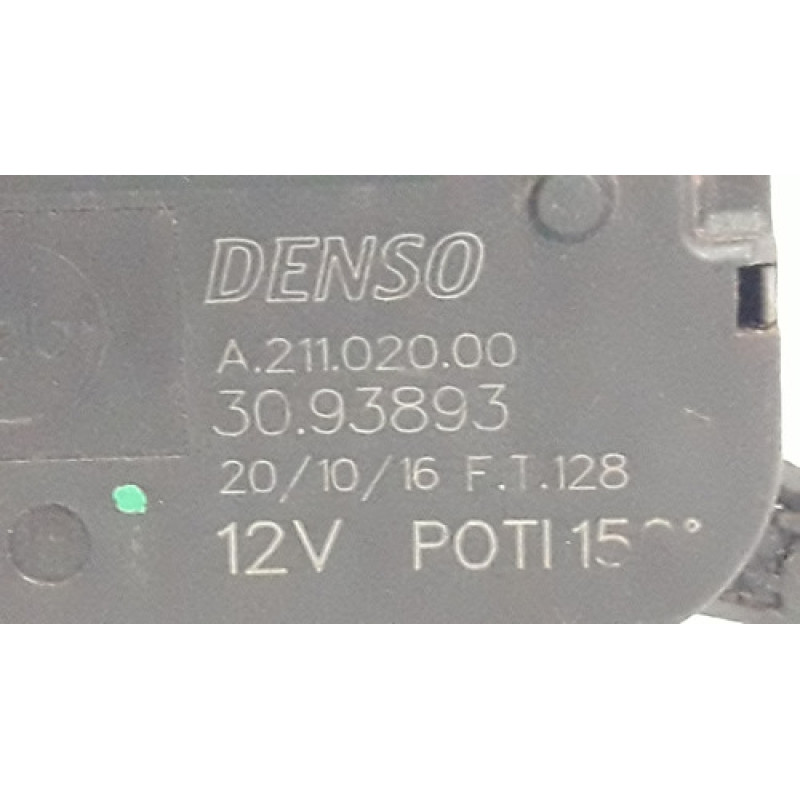 DENSO
A.211.020.00
30.93893
20/10/16 F.T.128
12V POTI